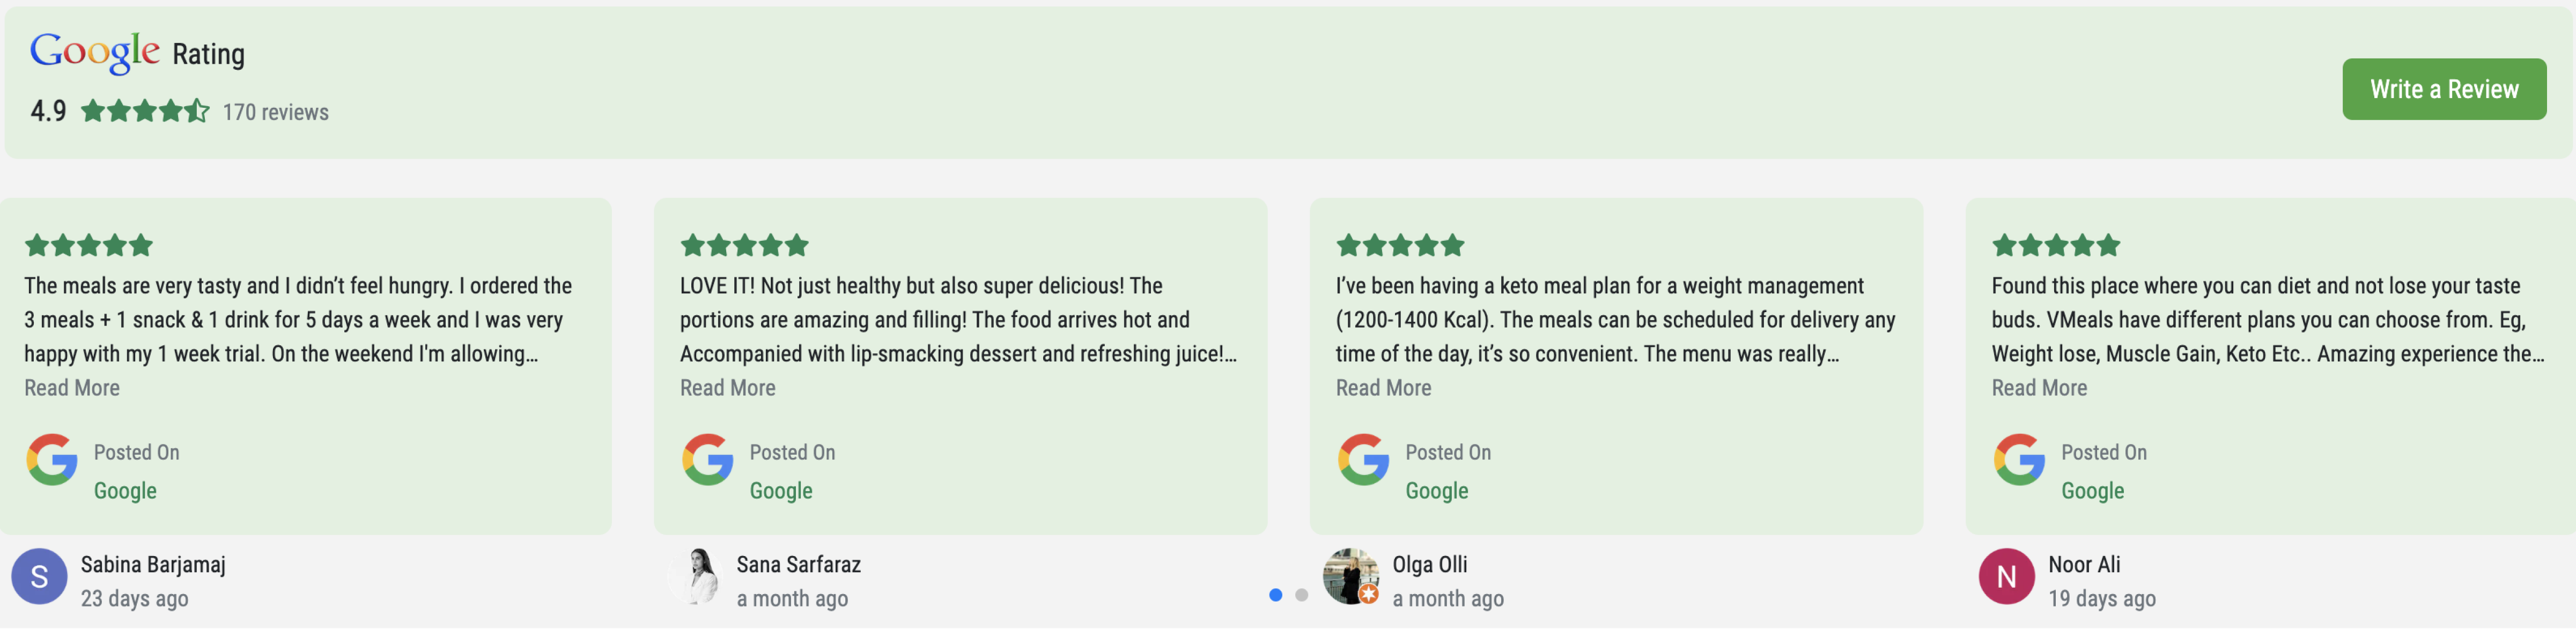 Google Rating
4.9 170 reviews
Write a Review
The meals are very tasty and I didn’t feel hungry. I ordered the
3 meals + 1 snack & 1 drink for 5 days a week and I was very
happy with my 1 week trial. On the weekend I'm allowing…
Read More
Posted On
Google
S
Sabina Barjamaj
23 days ago
LOVE IT! Not just healthy but also super delicious! The
portions are amazing and filling! The food arrives hot and
Accompanied with lip-smacking dessert and refreshing juice!…
Read More
Posted On
Google
Sana Sarfaraz
a month ago
I’ve been having a keto meal plan for a weight management
(1200-1400 Kcal). The meals can be scheduled for delivery any
time of the day, it’s so convenient. The menu was really…
Read More
Posted On
Google
Olga Olli
a month ago
Found this place where you can diet and not lose your taste
buds. VMeals have different plans you can choose from. Eg,
Weight lose, Muscle Gain, Keto Etc.. Amazing experience the…
Read More
Posted On
Google
N
Noor Ali
19 days ago